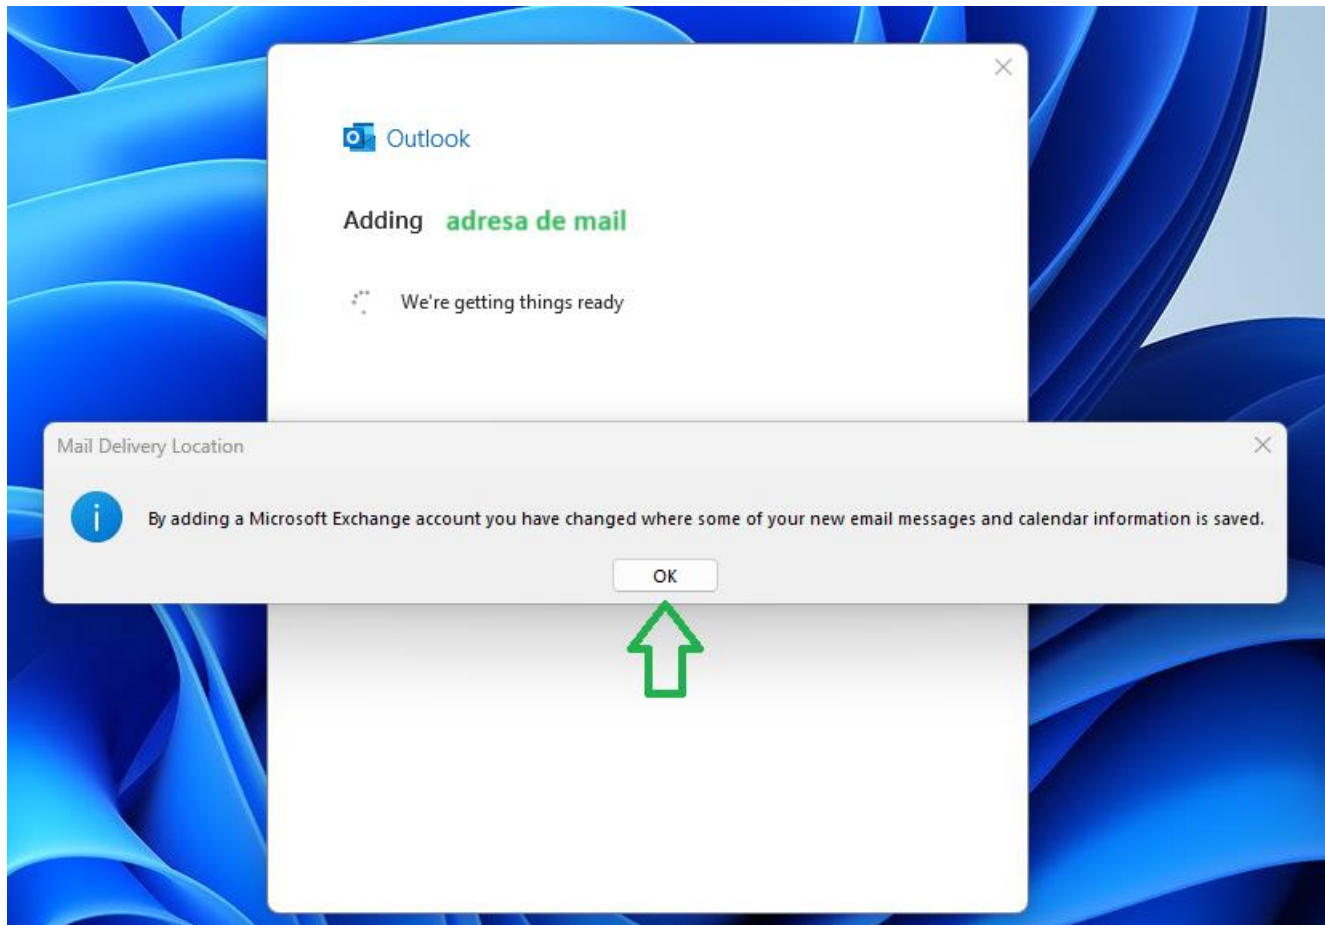 Outlook
Adding adresa de mail
We're getting things ready
Mail Delivery Location
By adding a Microsoft Exchange account you have changed where some of your new email messages and calendar information is saved.
OK